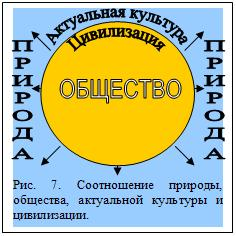 Актуальная культура
Цивилизация
ПРИРОДА
ОБЩЕСТВО
ПРИРОДА
Рис. 7. Соотношение природы,
общества, актуальной культуры и
цивилизации.